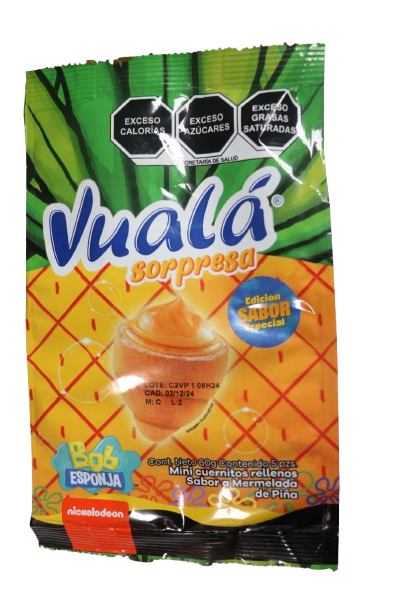 EXCESO
CALORÍAS
EXCESO
AZÚCARES
EXCESO
GRASAS
SATURADAS
SECRETARÍA DE SALUD
Vualá®
sorpresa
Edición
SABOR
Especial
LOTE: C2VP 1 06H24
CAD: 03/12/24
M: C L:2
Bob
ESPONJA
Cont. Neto 60g Contenido 5 pzs.
Mini cuernitos rellenos
Sabor a Mermelada
de Piña
nickelodeon